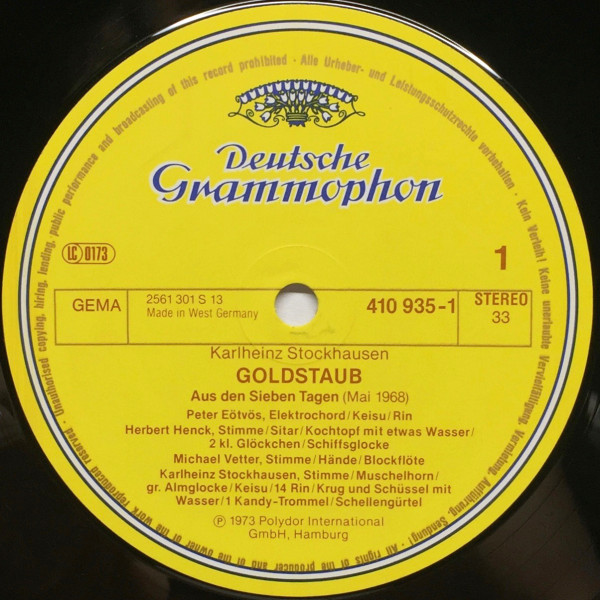 Unauthorised copying, hiring, lending, public performance and broadcasting of this record prohibited · Alle Urheber- und Leistungsschutzrechte vorbehalten · Kein Verleih! Keine unerlaubte Vervielfältigung, Vermietung, Aufführung, Sendung! · All rights of the producer and of the owner of the work reproduced reserved ·
Deutsche
Grammophon
LC 0173
1
GEMA
2561 301 S 13
Made in West Germany
410 935-1
STEREO
33
Karlheinz Stockhausen
GOLDSTAUB
Aus den Sieben Tagen (Mai 1968)
Peter Eötvös, Elektrochord/Keisu/Rin
Herbert Henck, Stimme/Sitar/Kochtopf mit etwas Wasser/
2 kl. Glöckchen/Schiffsglocke
Michael Vetter, Stimme/Hände/Blockflöte
Karlheinz Stockhausen, Stimme/Muschelhorn/
gr. Almglocke/Keisu/14 Rin/Krug und Schüssel mit
Wasser/1 Kandy-Trommel/Schellengürtel
Ⓟ 1973 Polydor International
GmbH, Hamburg